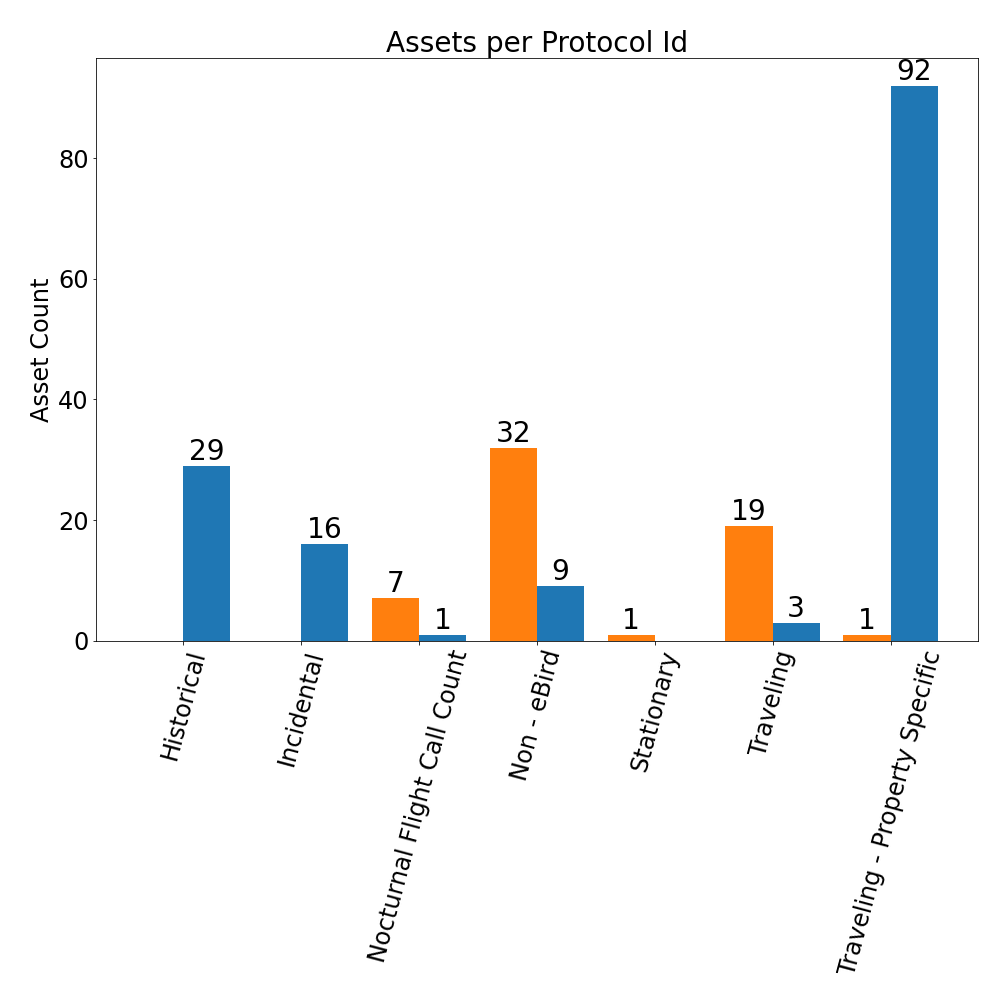 Assets per Protocol Id
92
80
60
Asset Count
40
32
29
20
19
16
9
7
3
1
1
1
0
Historical
Incidental
Nocturnal Flight Call Count
Non - eBird
Stationary
Traveling
Traveling - Property Specific